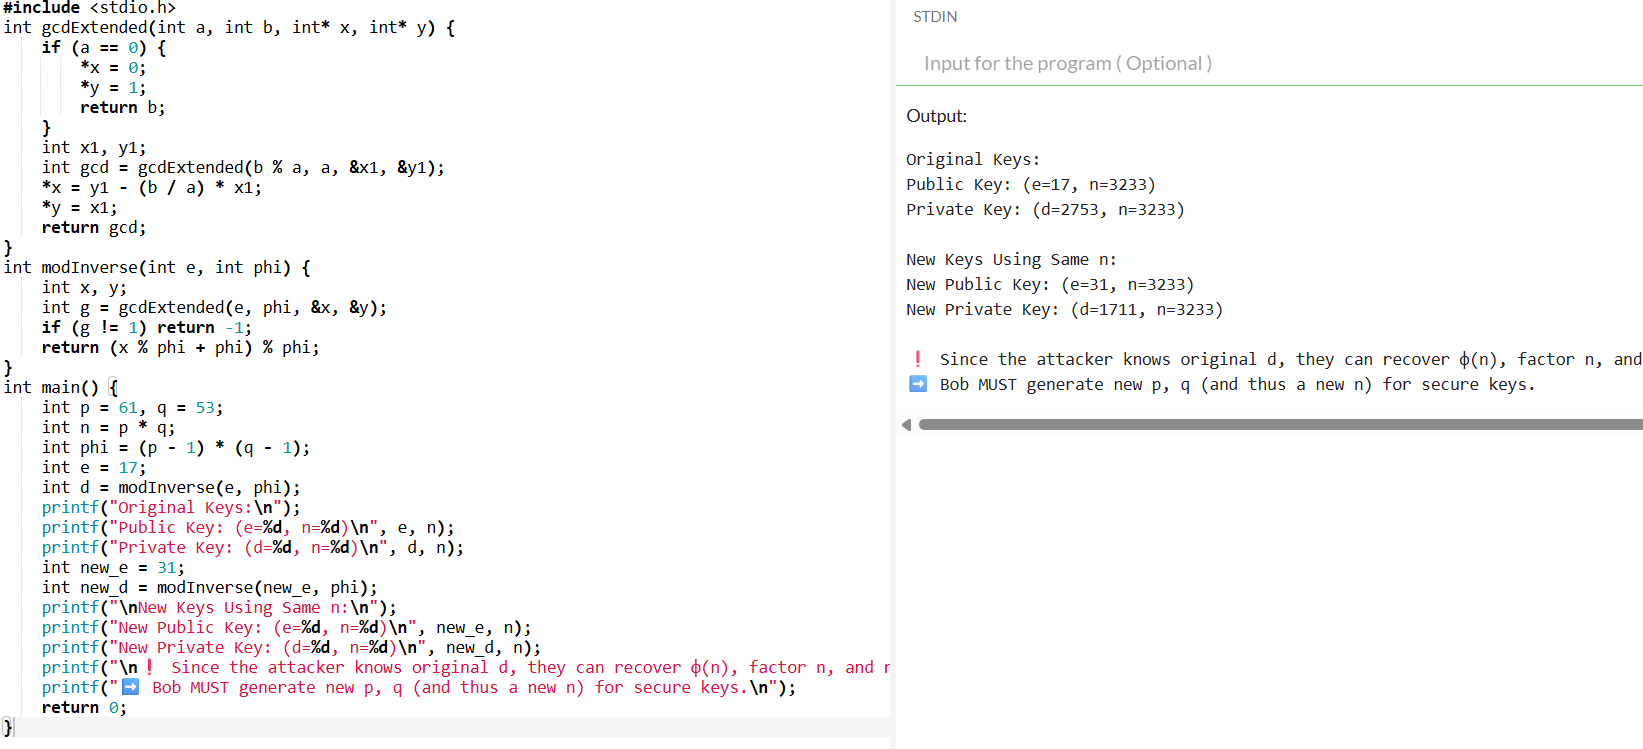 #include <stdio.h>
int gcdExtended(int a, int b, int* x, int* y) {
    if (a == 0) {
        *x = 0;
        *y = 1;
        return b;
    }
    int x1, y1;
    int gcd = gcdExtended(b % a, a, &x1, &y1);
    *x = y1 - (b / a) * x1;
    *y = x1;
    return gcd;
}
int modInverse(int e, int phi) {
    int x, y;
    int g = gcdExtended(e, phi, &x, &y);
    if (g != 1) return -1;
    return (x % phi + phi) % phi;
}
int main() {
    int p = 61, q = 53;
    int n = p * q;
    int phi = (p - 1) * (q - 1);
    int e = 17;
    int d = modInverse(e, phi);
    printf("Original Keys:\n");
    printf("Public Key: (e=%d, n=%d)\n", e, n);
    printf("Private Key: (d=%d, n=%d)\n", d, n);
    int new_e = 31;
    int new_d = modInverse(new_e, phi);
    printf("\nNew Keys Using Same n:\n");
    printf("New Public Key: (e=%d, n=%d)\n", new_e, n);
    printf("New Private Key: (d=%d, n=%d)\n", new_d, n);
    printf("\n❗ Since the attacker knows original d, they can recover ϕ(n), factor n, and
    printf("➡️ Bob MUST generate new p, q (and thus a new n) for secure keys.\n");
    return 0;
}
STDIN
Input for the program ( Optional )
Output:
Original Keys:
Public Key: (e=17, n=3233)
Private Key: (d=2753, n=3233)
New Keys Using Same n:
New Public Key: (e=31, n=3233)
New Private Key: (d=1711, n=3233)
❗ Since the attacker knows original d, they can recover ϕ(n), factor n, and
➡️ Bob MUST generate new p, q (and thus a new n) for secure keys.